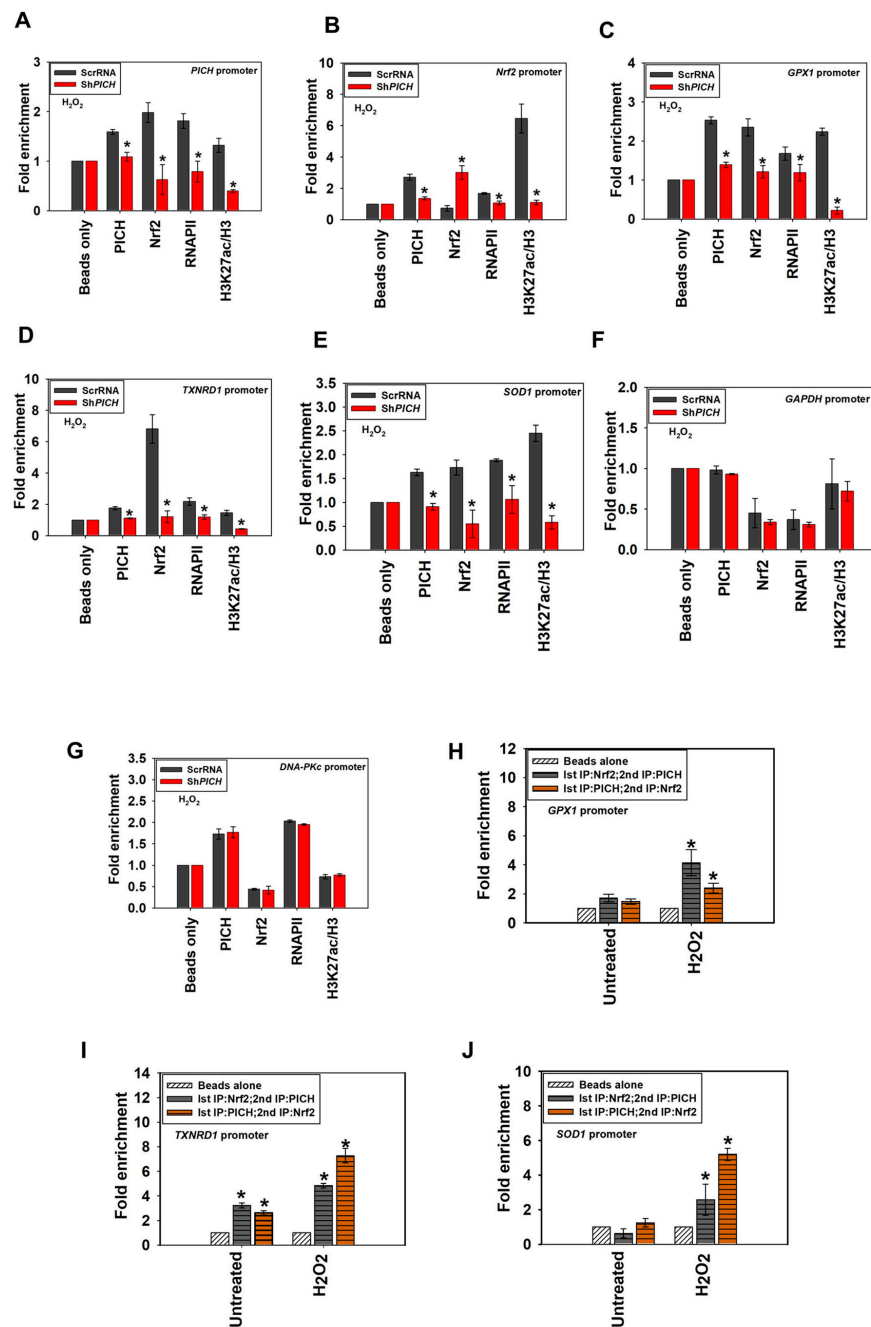 A
PICH promoter
ScrRNA
ShPICH
H2O2
Fold enrichment
3
2
1
0
Beads only
PICH
Nrf2
RNAPII
H3K27ac/H3
*
*
*
*
B
Nrf2 promoter
ScrRNA
ShPICH
H2O2
Fold enrichment
10
8
6
4
2
0
Beads only
PICH
Nrf2
RNAPII
H3K27ac/H3
*
*
*
*
C
GPX1 promoter
ScrRNA
ShPICH
H2O2
Fold enrichment
4
3
2
1
0
Beads only
PICH
Nrf2
RNAPII
H3K27ac/H3
*
*
*
*
D
TXNRD1 promoter
ScrRNA
ShPICH
H2O2
Fold enrichment
10
8
6
4
2
0
Beads only
PICH
Nrf2
RNAPII
H3K27ac/H3
*
*
*
*
E
SOD1 promoter
ScrRNA
ShPICH
H2O2
Fold enrichment
3.5
3.0
2.5
2.0
1.5
1.0
0.5
0.0
Beads only
PICH
Nrf2
RNAPII
H3K27ac/H3
*
*
*
*
F
GAPDH promoter
ScrRNA
ShPICH
H2O2
Fold enrichment
2.0
1.5
1.0
0.5
0.0
Beads only
PICH
Nrf2
RNAPII
H3K27ac/H3
G
DNA-PKc promoter
ScrRNA
ShPICH
H2O2
Fold enrichment
3.5
3.0
2.5
2.0
1.5
1.0
0.5
0.0
Beads only
PICH
Nrf2
RNAPII
H3K27ac/H3
H
Beads alone
Ist IP:Nrf2;2nd IP:PICH
Ist IP:PICH;2nd IP:Nrf2
GPX1 promoter
Fold enrichment
12
10
8
6
4
2
0
Untreated
H2O2
*
*
I
Beads alone
Ist IP:Nrf2;2nd IP:PICH
Ist IP:PICH;2nd IP:Nrf2
TXNRD1 promoter
Fold enrichment
14
12
10
8
6
4
2
0
Untreated
H2O2
*
*
*
*
J
Beads alone
Ist IP:Nrf2;2nd IP:PICH
Ist IP:PICH;2nd IP:Nrf2
SOD1 promoter
Fold enrichment
10
8
6
4
2
0
Untreated
H2O2
*
*